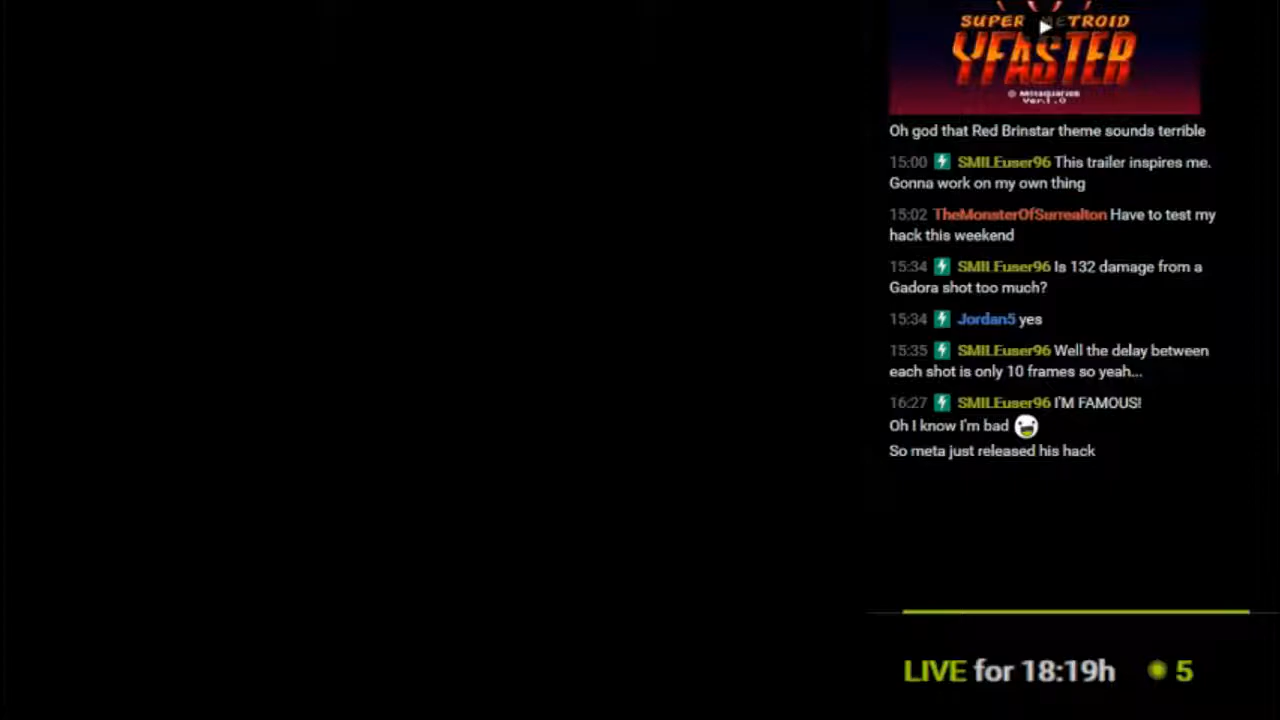 SUPER METROID
YFASTER
Ver.1.0
Oh god that Red Brinstar theme sounds terrible
15:00 SMILEuser96 This trailer inspires me.
Gonna work on my own thing
15:02 TheMonsterOfSurrealton Have to test my
hack this weekend
15:34 SMILEuser96 Is 132 damage from a
Gadora shot too much?
15:34 Jordan5 yes
15:35 SMILEuser96 Well the delay between
each shot is only 10 frames so yeah...
16:27 SMILEuser96 I'M FAMOUS!
Oh I know I'm bad
So meta just released his hack
LIVE for 18:19h 5